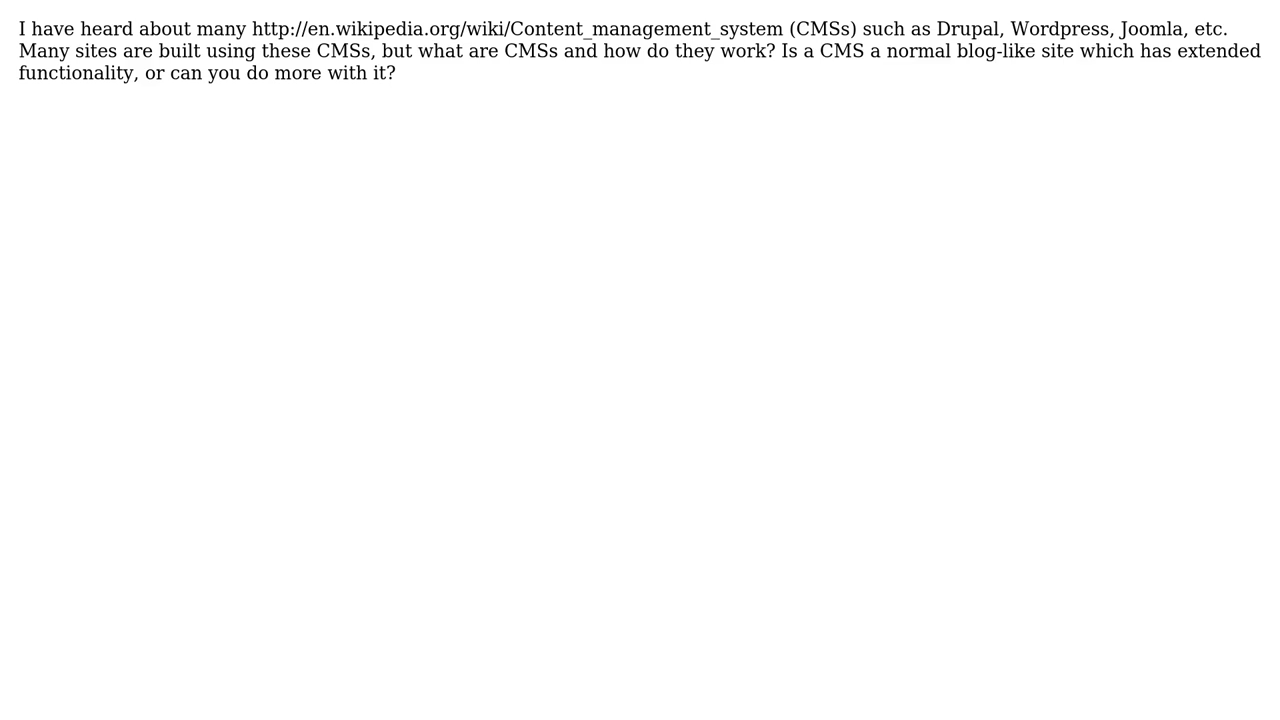 I have heard about many http://en.wikipedia.org/wiki/Content_management_system (CMSs) such as Drupal, Wordpress, Joomla, etc.
Many sites are built using these CMSs, but what are CMSs and how do they work? Is a CMS a normal blog-like site which has extended
functionality, or can you do more with it?